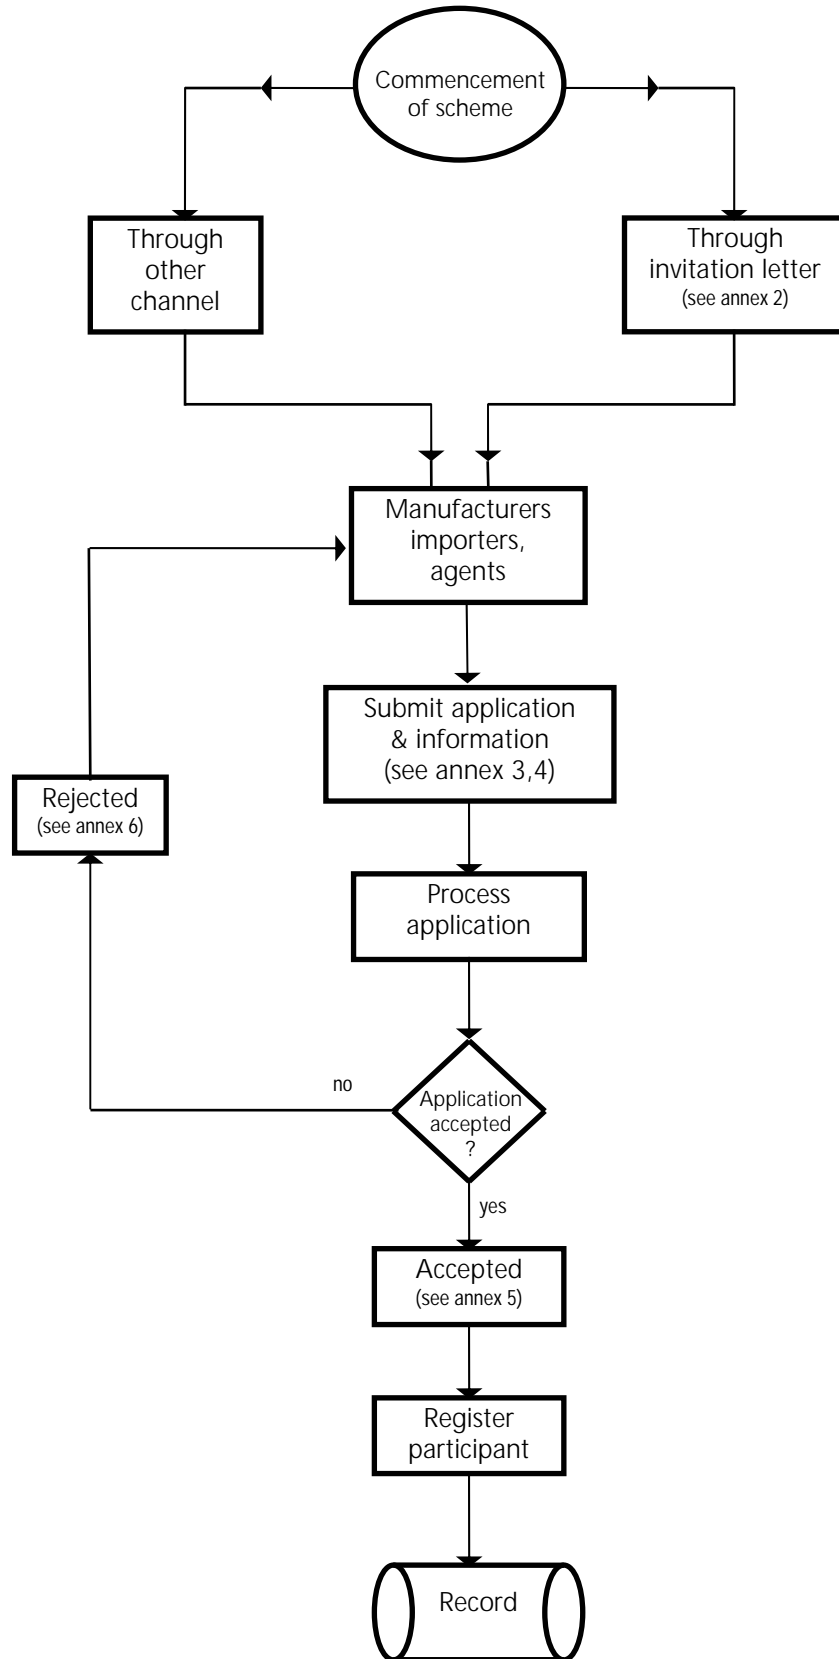 Commencement
of scheme
Through
other
channel
Through
invitation letter
(see annex 2)
Manufacturers
importers,
agents
Submit application
& information
(see annex 3,4)
Rejected
(see annex 6)
Process
application
no
Application
accepted
?
yes
Accepted
(see annex 5)
Register
participant
Record